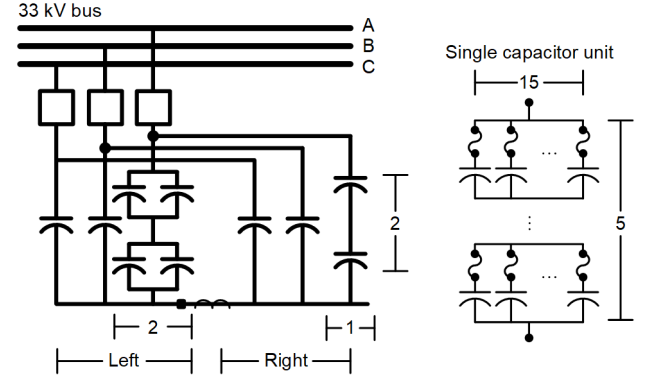 33 kV bus
A
B
C
Single capacitor unit
15
...
...
2
5
...
...
2
1
Left
Right